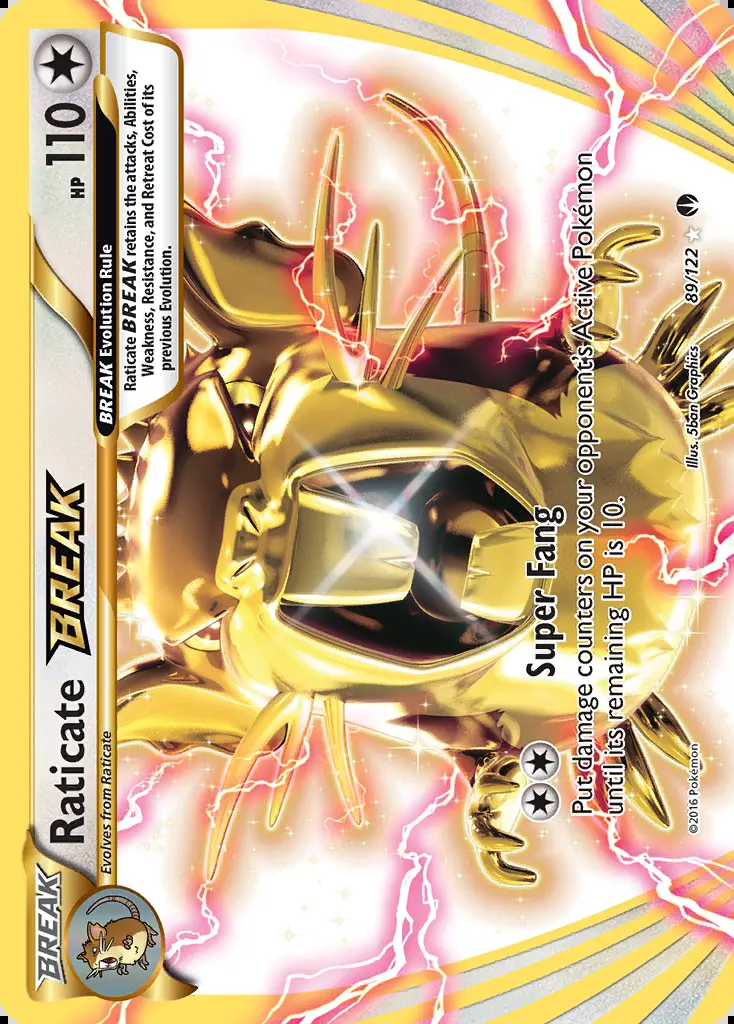 BREAK
Raticate BREAK
HP 110
Evolves from Raticate
BREAK Evolution Rule
Raticate BREAK retains the attacks, Abilities,
Weakness, Resistance, and Retreat Cost of its
previous Evolution.
Super Fang
Put damage counters on your opponent's Active Pokémon
until its remaining HP is 10.
©2016 Pokémon
Illus. 5ban Graphics
89/122